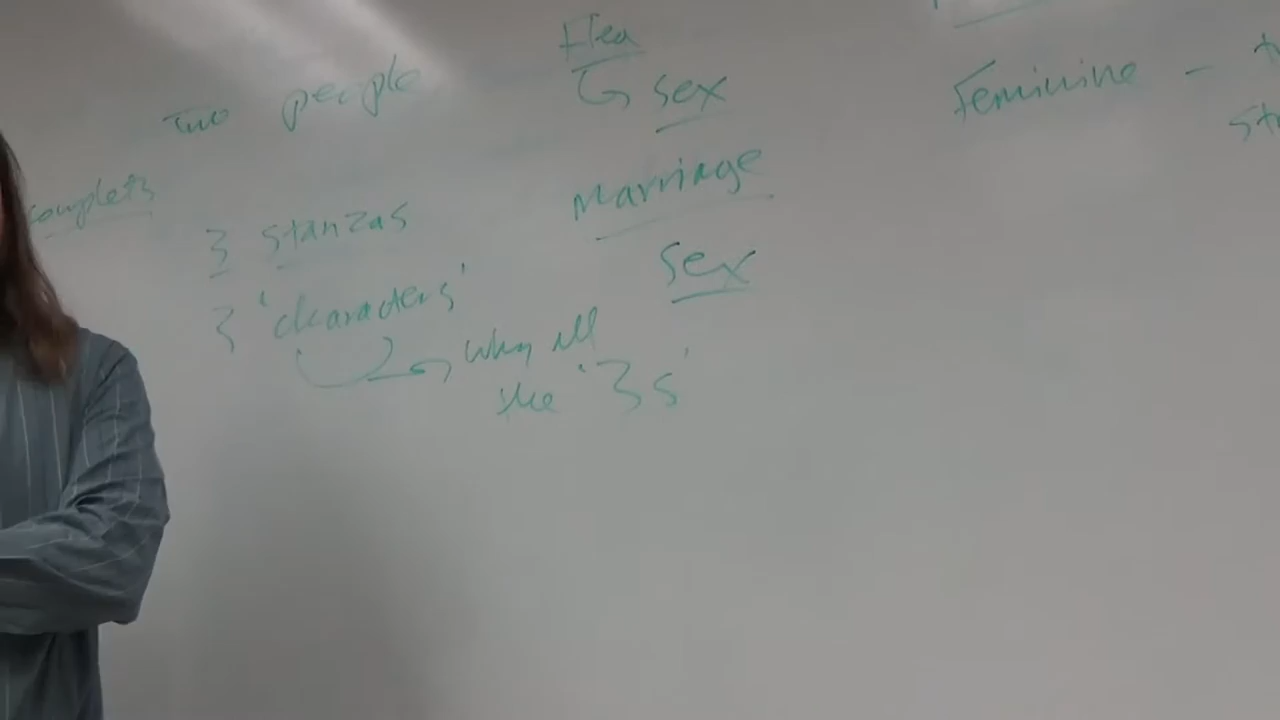 Flea
Two people
sex
Feminine -
Marriage
couplets
3 stanzas
sex
3 'characters'
Why all
the '3s'